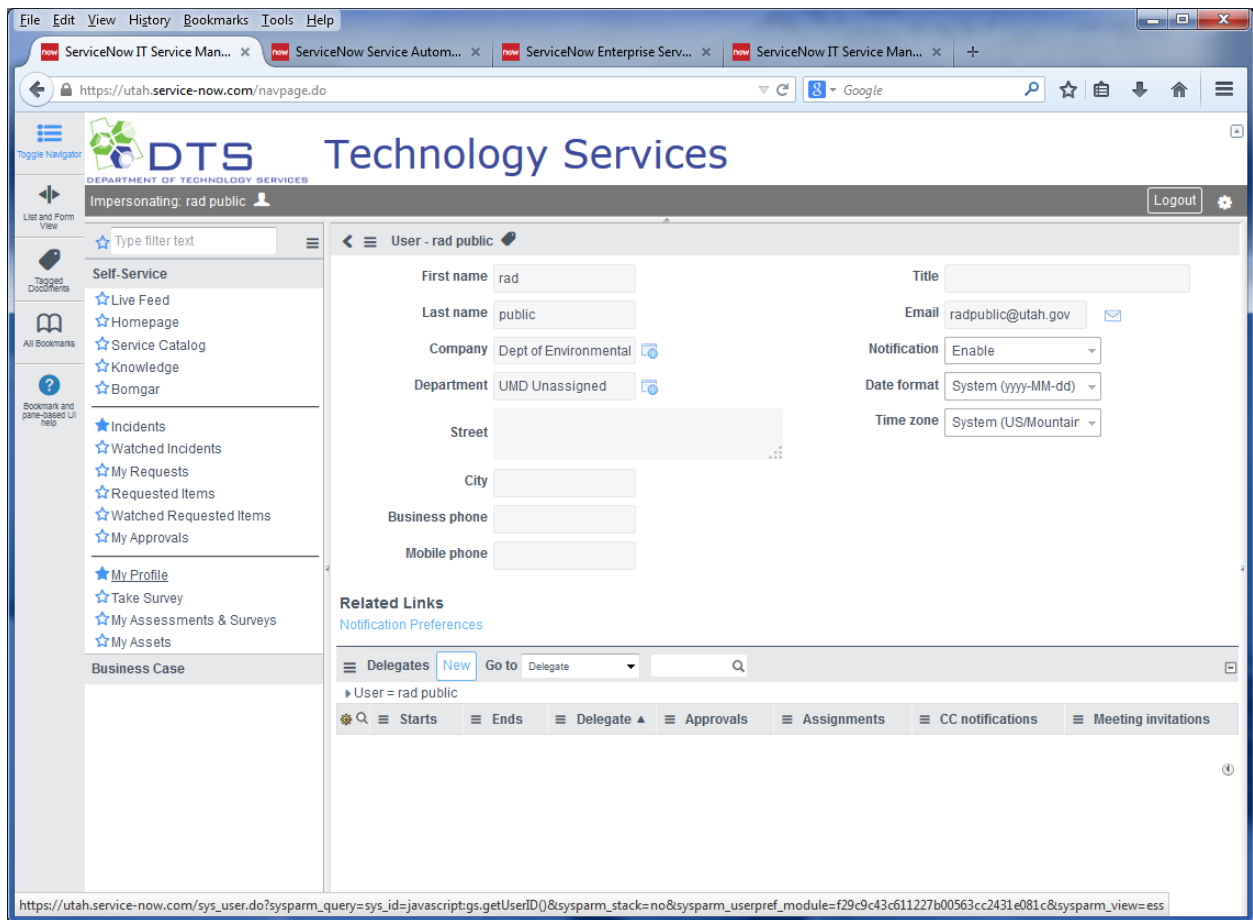 File Edit View History Bookmarks Tools Help
ServiceNow IT Service Man... × ServiceNow Service Autom... × ServiceNow Enterprise Serv... × ServiceNow IT Service Man... × +
https://utah.service-now.com/navpage.do Google
Toggle Navigator
List and Form View
Tagged Documents
All Bookmarks
Bookmark and pane-based UI help
DTS
DEPARTMENT OF TECHNOLOGY SERVICES
Technology Services
Impersonating: rad public Logout
Type filter text
Self-Service
Live Feed
Homepage
Service Catalog
Knowledge
Bomgar
Incidents
Watched Incidents
My Requests
Requested Items
Watched Requested Items
My Approvals
My Profile
Take Survey
My Assessments & Surveys
My Assets
Business Case
User - rad public
First name rad
Last name public
Company Dept of Environmental
Department UMD Unassigned
Street
City
Business phone
Mobile phone
Title
Email radpublic@utah.gov
Notification Enable
Date format System (yyyy-MM-dd)
Time zone System (US/Mountain
Related Links
Notification Preferences
Delegates New Go to Delegate
User = rad public
Starts Ends Delegate ▲ Approvals Assignments CC notifications Meeting invitations
https://utah.service-now.com/sys_user.do?sysparm_query=sys_id=javascript:gs.getUserID()&sysparm_stack=no&sysparm_userpref_module=f29c9c43c611227b00563cc2431e081c&sysparm_view=ess